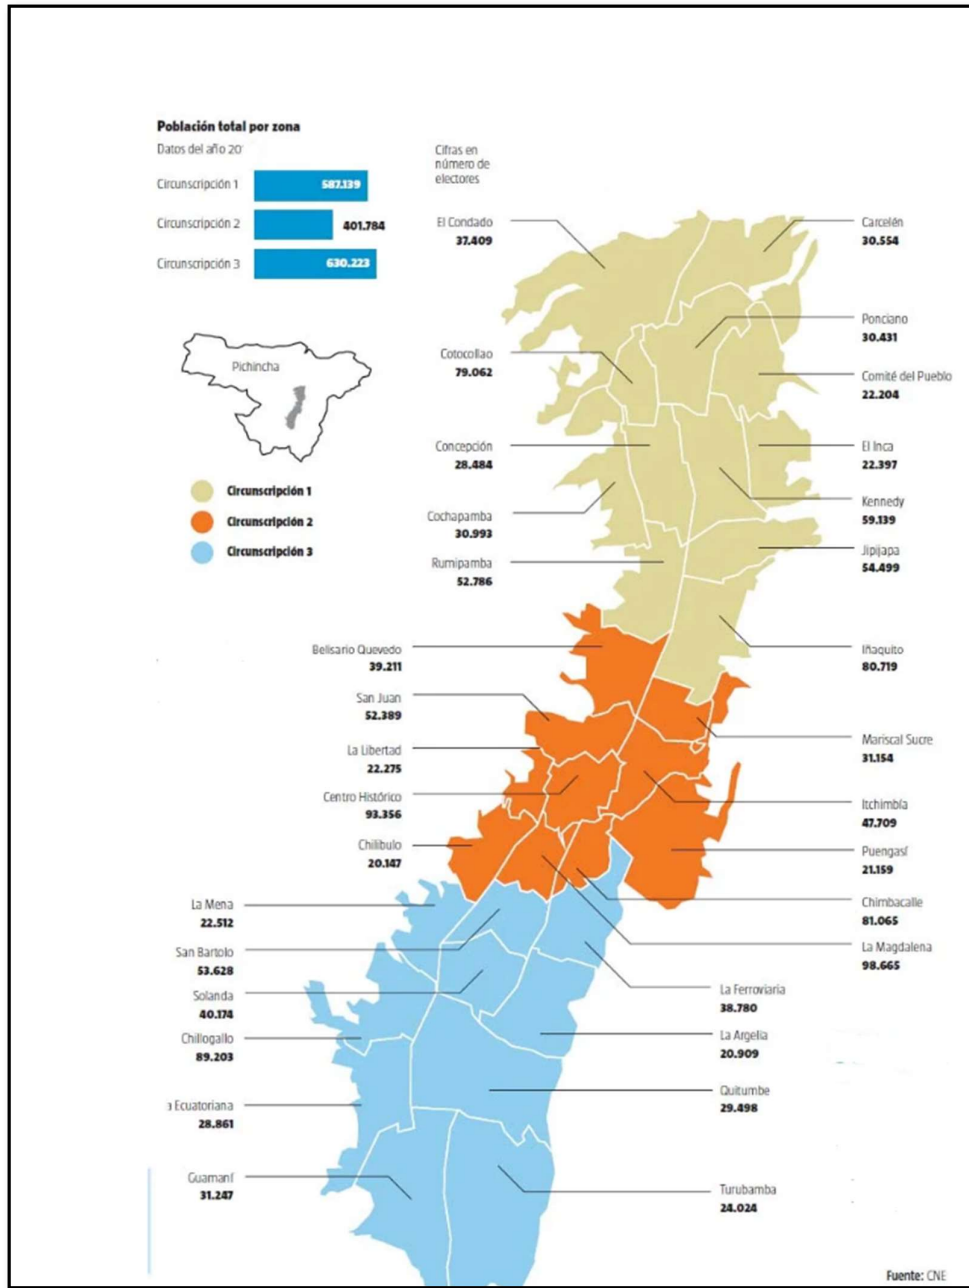 Población total por zona
Datos del año 20
Circunscripción 1
587.139
Circunscripción 2
401.784
Circunscripción 3
630.223
Cifras en
número de
electores
Pichincha
Circunscripción 1
Circunscripción 2
Circunscripción 3
El Condado
37.409
Carcelén
30.554
Ponciano
30.431
Cotocollao
79.062
Comité del Pueblo
22.204
Concepción
28.484
El Inca
22.397
Kennedy
59.139
Cochapamba
30.993
Jipijapa
54.499
Rumipamba
52.786
Belisario Quevedo
39.211
Iñaquito
80.719
San Juan
52.389
Mariscal Sucre
31.154
La Libertad
22.275
Centro Histórico
93.356
Itchimbía
47.709
Chilibulo
20.147
Puengasí
21.159
La Mena
22.512
Chimbacalle
81.065
San Bartolo
53.628
La Magdalena
98.665
Solanda
40.174
La Ferroviaria
38.780
Chillogallo
89.203
La Argelia
20.909
a Ecuatoriana
28.861
Quitumbe
29.498
Guamaní
31.247
Turubamba
24.024
Fuente: CNE